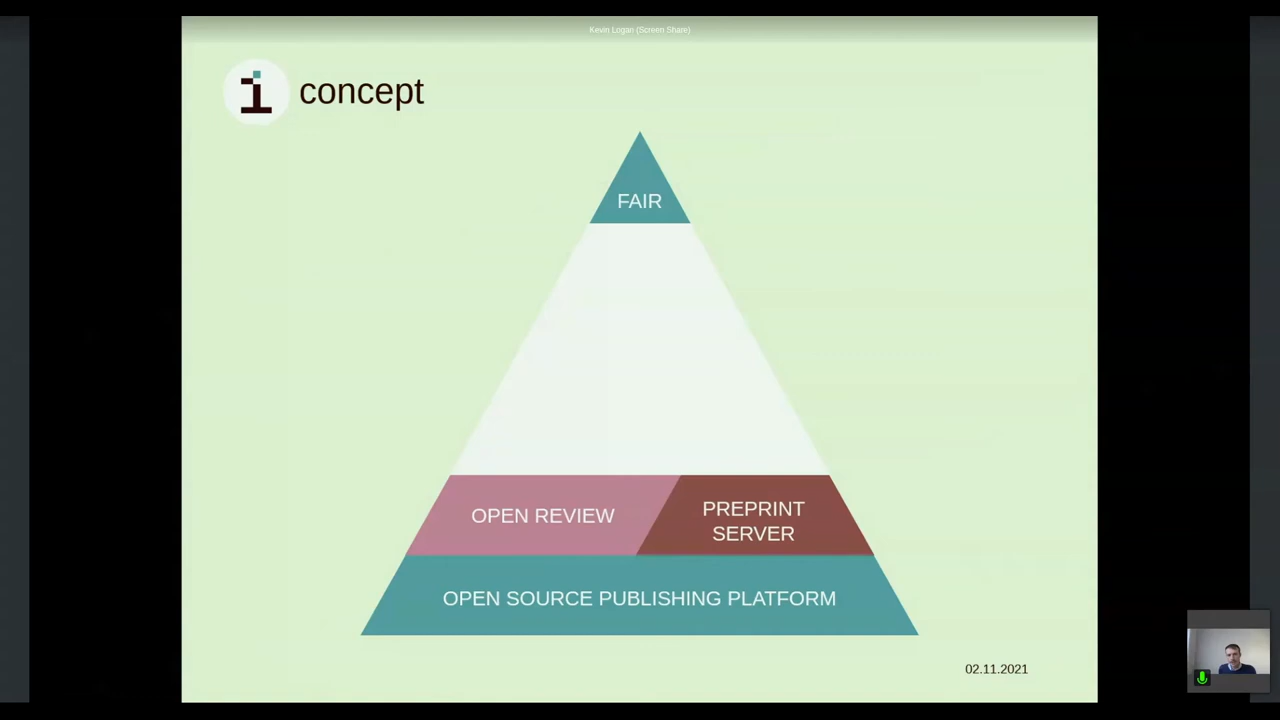 Kevin Logan (Screen Share)
i concept
FAIR
OPEN REVIEW
PREPRINT
SERVER
OPEN SOURCE PUBLISHING PLATFORM
02.11.2021